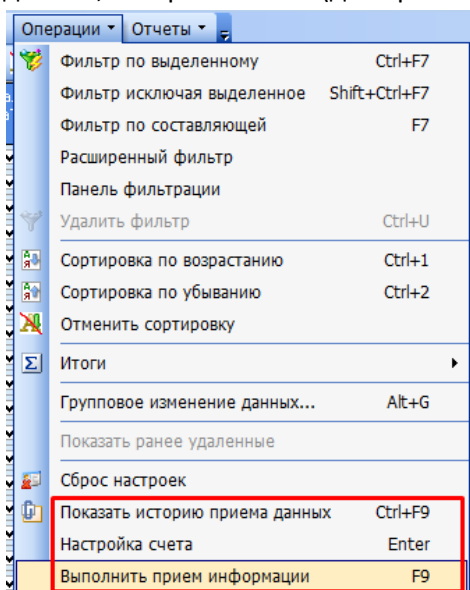 Операции Отчеты
Фильтр по выделенному Ctrl+F7
Фильтр исключая выделенное Shift+Ctrl+F7
Фильтр по составляющей F7
Расширенный фильтр
Панель фильтрации
Удалить фильтр Ctrl+U
Сортировка по возрастанию Ctrl+1
Сортировка по убыванию Ctrl+2
Отменить сортировку
Итоги
Групповое изменение данных... Alt+G
Показать ранее удаленные
Сброс настроек
Показать историю приема данных Ctrl+F9
Настройка счета Enter
Выполнить прием информации F9